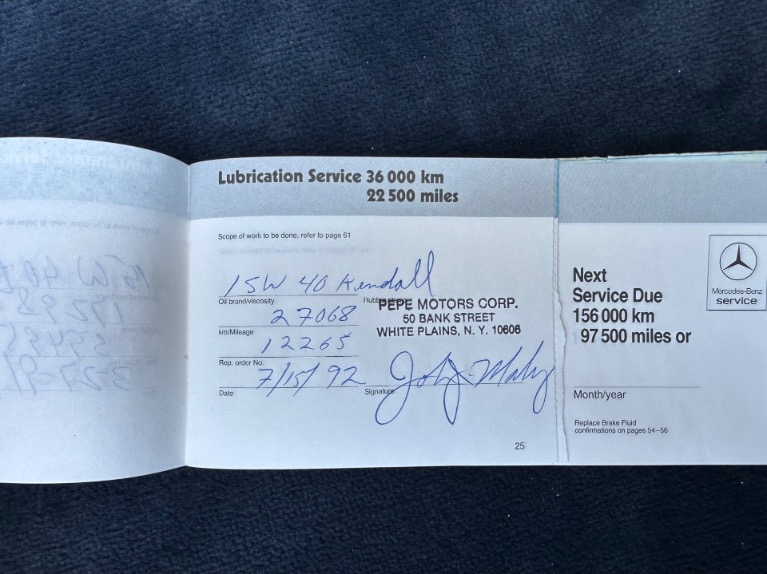 Lubrication Service 36 000 km
22 500 miles
Scope of work to be done, refer to page 61
15W 40 Kendall
Oil brand/viscosity
PEPE MOTORS CORP.
50 BANK STREET
WHITE PLAINS, N. Y. 10606
27068
km/Mileage
12265
Rep. order No.
7/15/92
Date
Signature
25
Next
Service Due
156 000 km
97 500 miles or
Month/year
Replace Brake Fluid
confirmations on pages 54–56
Mercedes-Benz
service